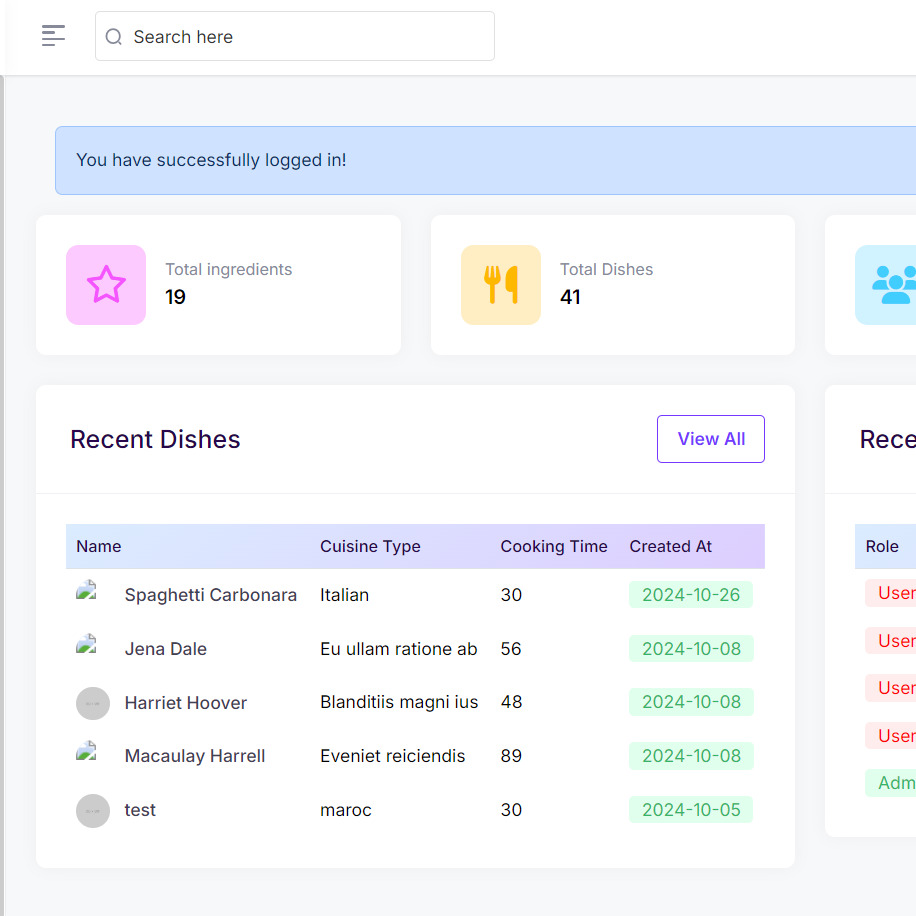 Search here
You have successfully logged in!
Total ingredients
19
Total Dishes
41
Recent Dishes
View All
Name Cuisine Type Cooking Time Created At
Spaghetti Carbonara Italian 30 2024-10-26
Jena Dale Eu ullam ratione ab 56 2024-10-08
Harriet Hoover Blanditiis magni ius 48 2024-10-08
Macaulay Harrell Eveniet reiciendis 89 2024-10-08
test maroc 30 2024-10-05
Rece
Role
User
User
User
User
Adm